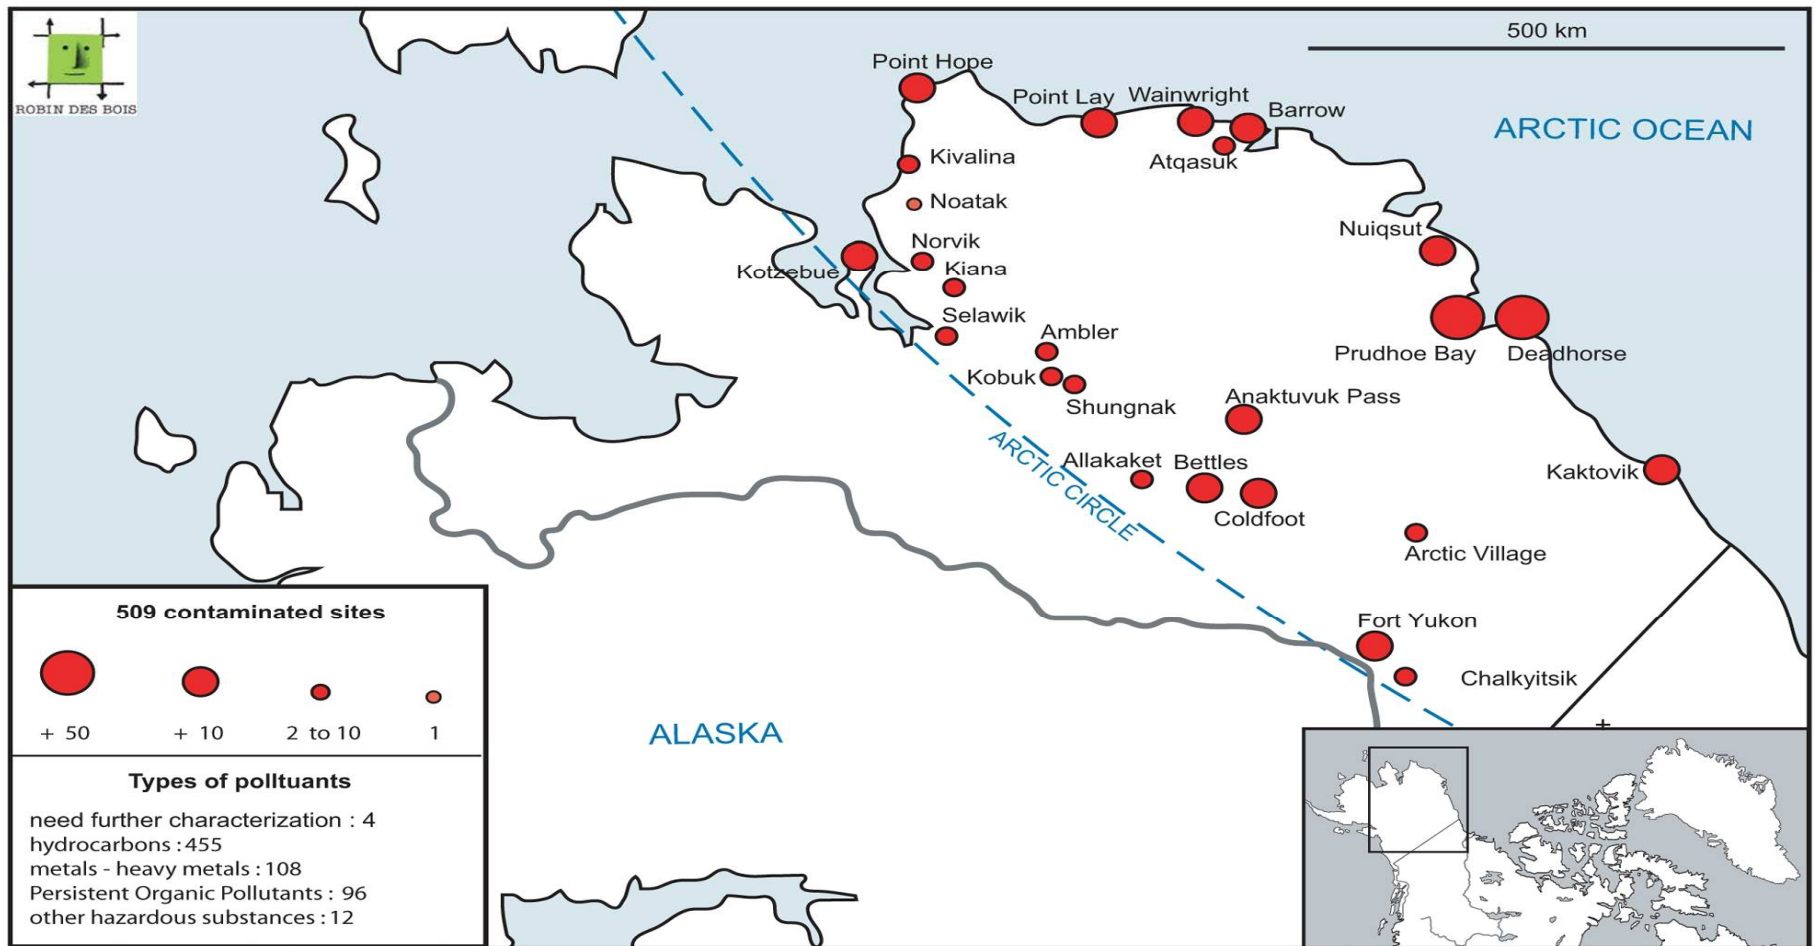 ROBIN DES BOIS
500 km
ARCTIC OCEAN
Point Hope
Point Lay
Wainwright
Barrow
Atqasuk
Kivalina
Noatak
Nuiqsut
Norvik
Kiana
Kotzebue
Selawik
Ambler
Prudhoe Bay
Deadhorse
Kobuk
Shungnak
Anaktuvuk Pass
ARCTIC CIRCLE
Allakaket
Bettles
Kaktovik
Coldfoot
Arctic Village
Fort Yukon
Chalkyitsik
ALASKA
509 contaminated sites
+ 50
+ 10
2 to 10
1
Types of polltuants
need further characterization : 4
hydrocarbons : 455
metals - heavy metals : 108
Persistent Organic Pollutants : 96
other hazardous substances : 12